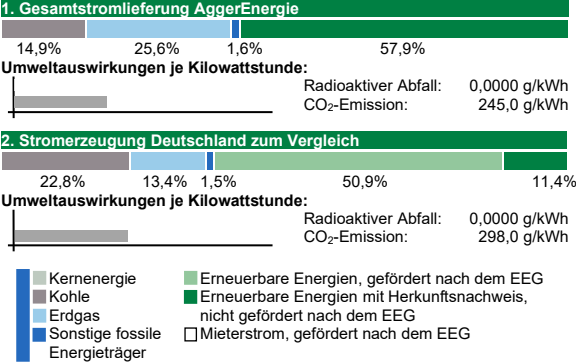 1. Gesamtstromlieferung AggerEnergie
14,9% 25,6% 1,6% 57,9%
Umweltauswirkungen je Kilowattstunde:
Radioaktiver Abfall: 0,0000 g/kWh
CO₂-Emission: 245,0 g/kWh
2. Stromerzeugung Deutschland zum Vergleich
22,8% 13,4% 1,5% 50,9% 11,4%
Umweltauswirkungen je Kilowattstunde:
Radioaktiver Abfall: 0,0000 g/kWh
CO₂-Emission: 298,0 g/kWh
Kernenergie
Kohle
Erdgas
Sonstige fossile
Energieträger
Erneuerbare Energien, gefördert nach dem EEG
Erneuerbare Energien mit Herkunftsnachweis,
nicht gefördert nach dem EEG
Mieterstrom, gefördert nach dem EEG